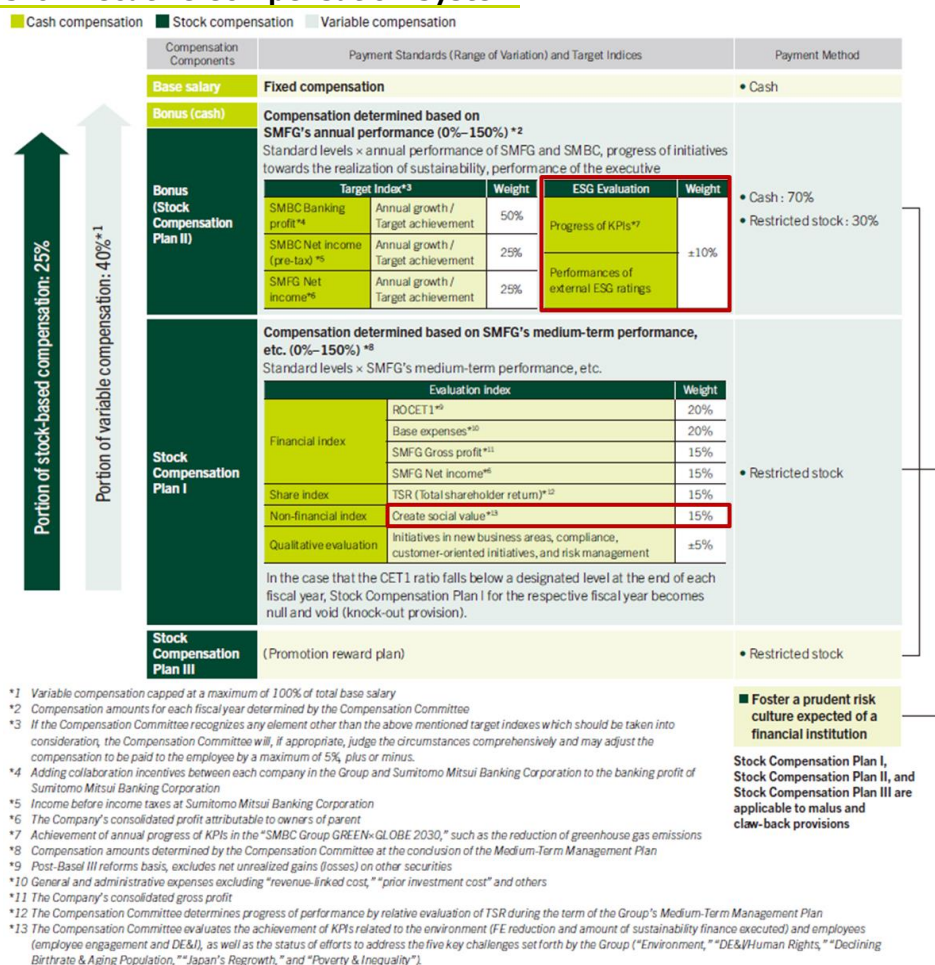 Cash compensation Stock compensation Variable compensation
Compensation Components
Payment Standards (Range of Variation) and Target Indices
Payment Method
Portion of stock-based compensation: 25%
Portion of variable compensation: 40%*1
Base salary
Fixed compensation
• Cash
Bonus (cash)
Bonus
(Stock
Compensation
Plan II)
Compensation determined based on
SMFG's annual performance (0%–150%) *2
Standard levels × annual performance of SMFG and SMBC, progress of initiatives
towards the realization of sustainability, performance of the executive
Target Index*3 Weight
SMBC Banking profit*4 Annual growth / Target achievement 50%
SMBC Net income (pre-tax) *5 Annual growth / Target achievement 25%
SMFG Net income*6 Annual growth / Target achievement 25%
ESG Evaluation Weight
Progress of KPIs*7
Performances of external ESG ratings
±10%
• Cash : 70%
• Restricted stock : 30%
Stock
Compensation
Plan I
Compensation determined based on SMFG's medium-term performance,
etc. (0%–150%) *8
Standard levels × SMFG's medium-term performance, etc.
Evaluation index Weight
Financial index
ROCET1*9 20%
Base expenses*10 20%
SMFG Gross profit*11 15%
SMFG Net income*6 15%
Share index TSR (Total shareholder return)*12 15%
Non-financial index Create social value*13 15%
Qualitative evaluation Initiatives in new business areas, compliance, customer-oriented initiatives, and risk management ±5%
In the case that the CET1 ratio falls below a designated level at the end of each
fiscal year, Stock Compensation Plan I for the respective fiscal year becomes
null and void (knock-out provision).
• Restricted stock
Stock
Compensation
Plan III
(Promotion reward plan)
• Restricted stock
*1 Variable compensation capped at a maximum of 100% of total base salary
*2 Compensation amounts for each fiscal year determined by the Compensation Committee
*3 If the Compensation Committee recognizes any element other than the above mentioned target indexes which should be taken into
consideration, the Compensation Committee will, if appropriate, judge the circumstances comprehensively and may adjust the
compensation to be paid to the employee by a maximum of 5%, plus or minus.
*4 Adding collaboration incentives between each company in the Group and Sumitomo Mitsui Banking Corporation to the banking profit of
Sumitomo Mitsui Banking Corporation
*5 Income before income taxes at Sumitomo Mitsui Banking Corporation
*6 The Company's consolidated profit attributable to owners of parent
*7 Achievement of annual progress of KPIs in the "SMBC Group GREEN×GLOBE 2030," such as the reduction of greenhouse gas emissions
*8 Compensation amounts determined by the Compensation Committee at the conclusion of the Medium-Term Management Plan
*9 Post-Basel III reforms basis, excludes net unrealized gains (losses) on other securities
*10 General and administrative expenses excluding "revenue-linked cost," "prior investment cost" and others
*11 The Company's consolidated gross profit
*12 The Compensation Committee determines progress of performance by relative evaluation of TSR during the term of the Group's Medium-Term Management Plan
*13 The Compensation Committee evaluates the achievement of KPIs related to the environment (FE reduction and amount of sustainability finance executed) and employees
(employee engagement and DE&I), as well as the status of efforts to address the five key challenges set forth by the Group ("Environment," "DE&I/Human Rights," "Declining
Birthrate & Aging Population," "Japan's Regrowth," and "Poverty & Inequality").
Foster a prudent risk
culture expected of a
financial institution
Stock Compensation Plan I,
Stock Compensation Plan II, and
Stock Compensation Plan III are
applicable to malus and
claw-back provisions